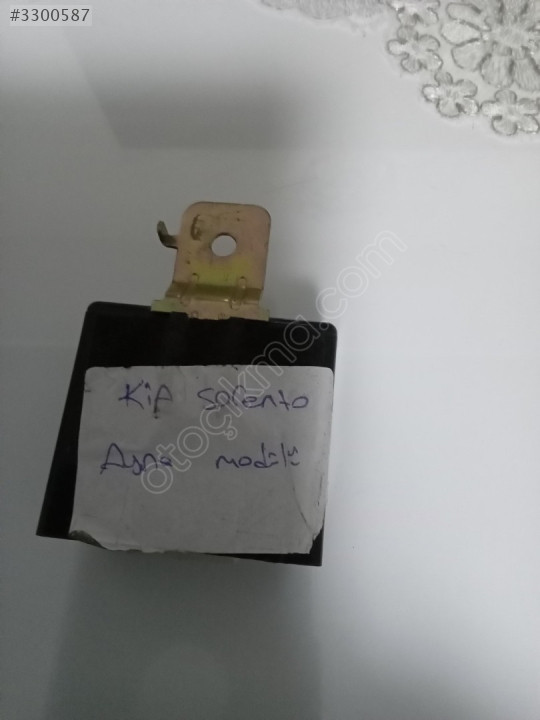 #3300587
KiA Sorento
Ayna modülü
otoçıkma.com